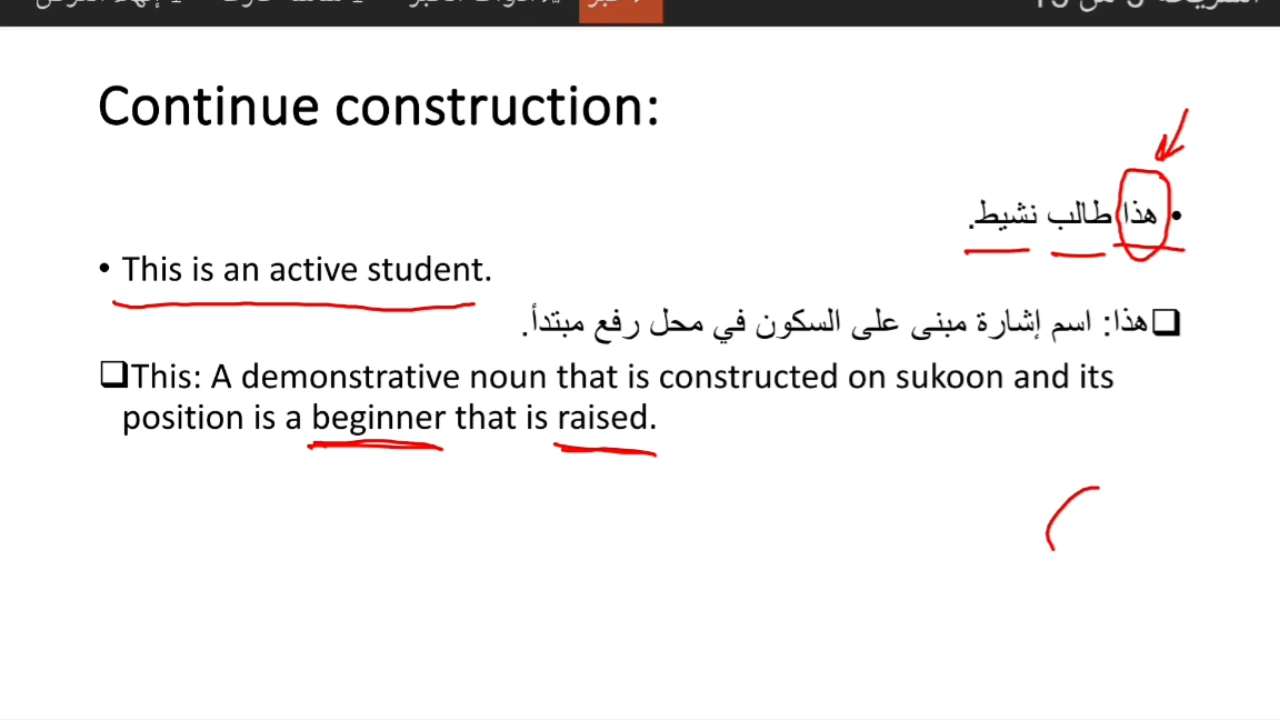 Continue construction:
• هذا طالب نشيط.
• This is an active student.
❑هذا: اسم إشارة مبنى على السكون في محل رفع مبتدأ.
❑This: A demonstrative noun that is constructed on sukoon and its
position is a beginner that is raised.